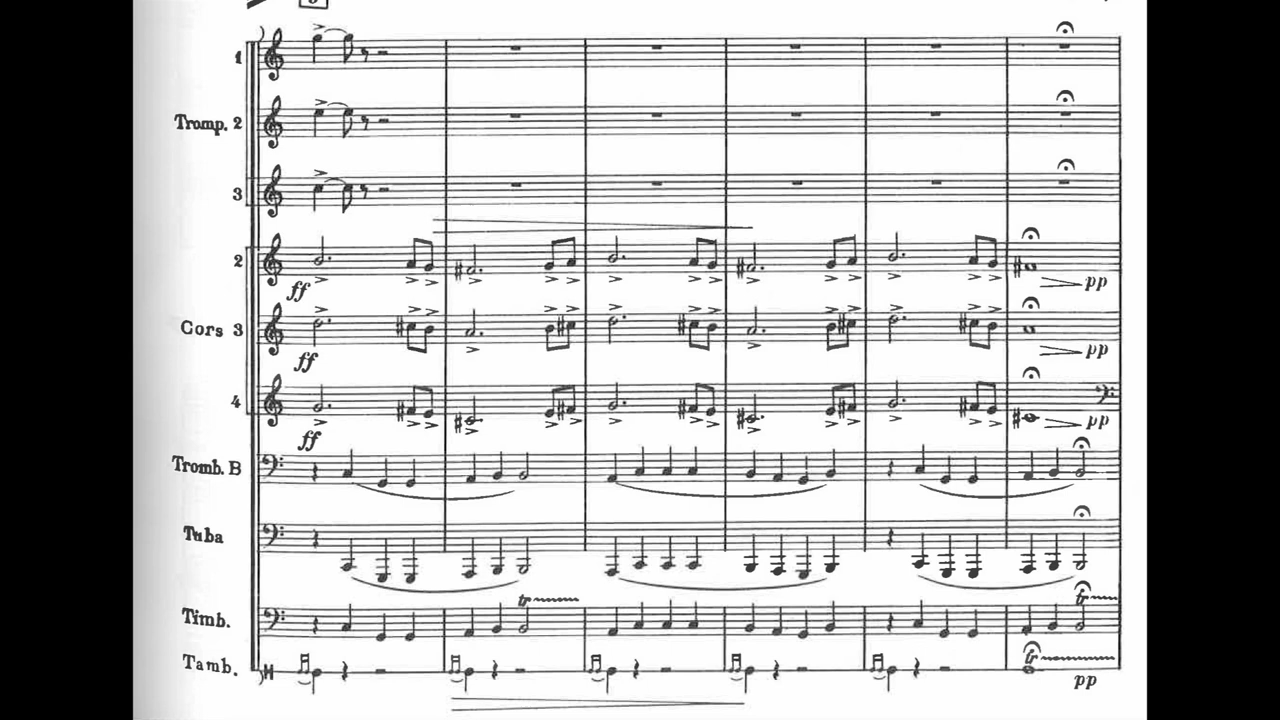 1
Tromp. 2
3
2
ff
pp
Cors 3
ff
pp
4
ff
pp
Tromb. B
Tuba
tr
tr
Timb.
tr
Tamb.
pp